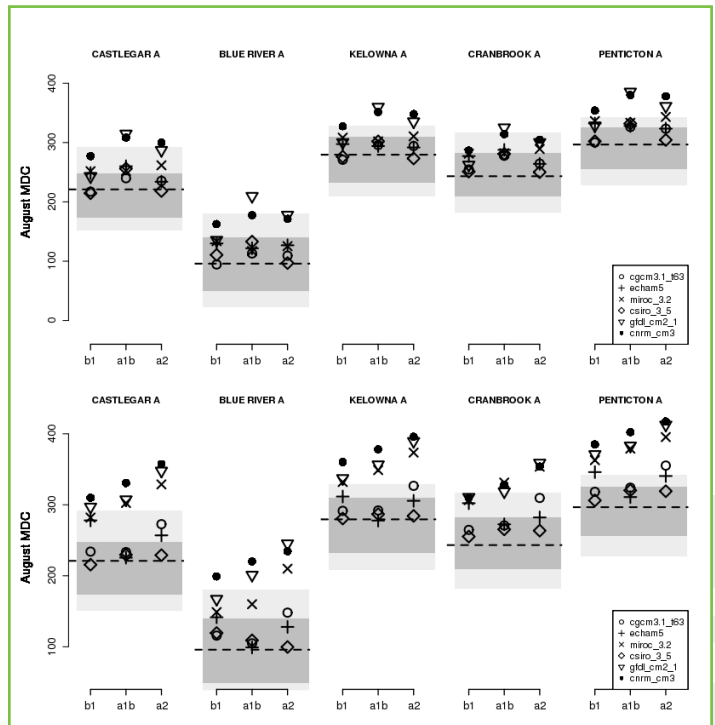 CASTLEGAR A BLUE RIVER A KELOWNA A CRANBROOK A PENTICTON A
400
300
200
100
0
August MDC
cgcm3.1_t63
echam5
miroc_3.2
csiro_3_5
gfdl_cm2_1
cnrm_cm3
b1 a1b a2 b1 a1b a2 b1 a1b a2 b1 a1b a2 b1 a1b a2
CASTLEGAR A BLUE RIVER A KELOWNA A CRANBROOK A PENTICTON A
400
300
200
100
August MDC
cgcm3.1_t63
echam5
miroc_3.2
csiro_3_5
gfdl_cm2_1
cnrm_cm3
b1 a1b a2 b1 a1b a2 b1 a1b a2 b1 a1b a2 b1 a1b a2